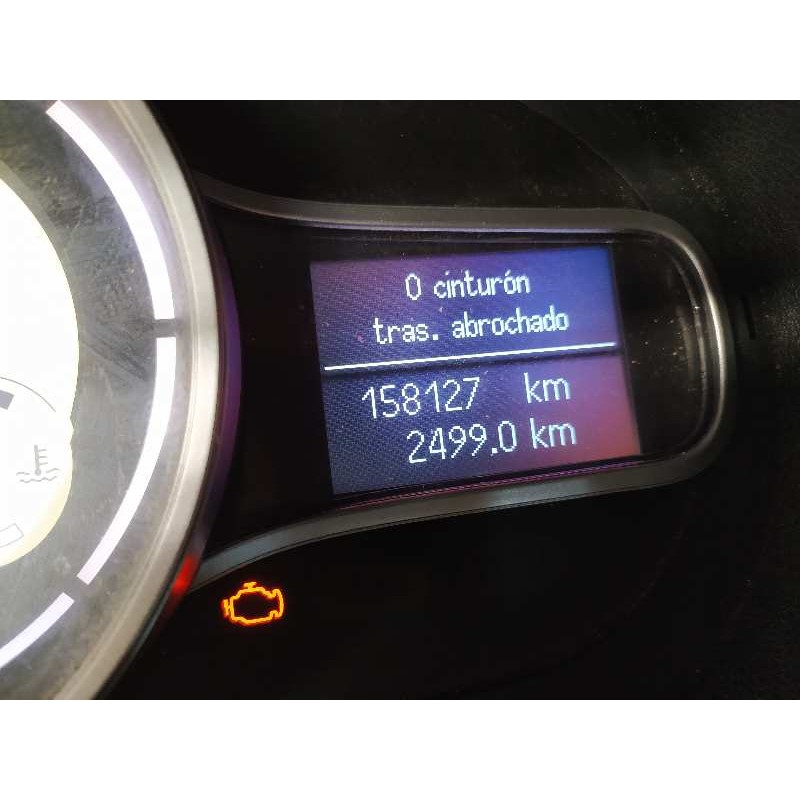 0 cinturón
tras. abrochado
158127 km
2499.0 km